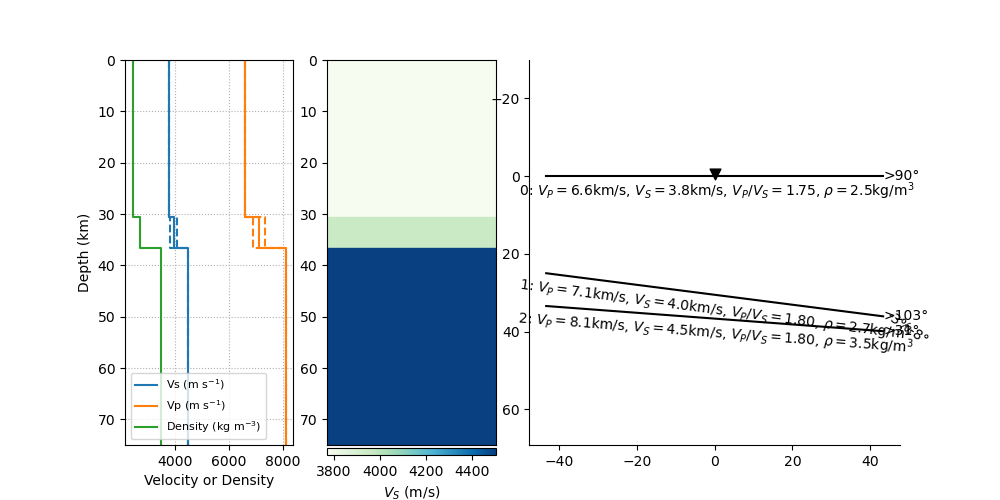 0
10
20
30
40
50
60
70
Depth (km)
4000 6000 8000
Velocity or Density
Vs (m s⁻¹)
Vp (m s⁻¹)
Density (kg m⁻³)
0
10
20
30
40
50
60
70
3800 4000 4200 4400
V_S (m/s)
−20
0
20
40
60
−40 −20 0 20 40
>90°
0: V_P = 6.6km/s, V_S = 3.8km/s, V_P/V_S = 1.75, ρ = 2.5kg/m³
>103°
1: V_P = 7.1km/s, V_S = 4.0km/s, V_P/V_S = 1.80, ρ = 2.7kg/m³
2: V_P = 8.1km/s, V_S = 4.5km/s, V_P/V_S = 1.80, ρ = 3.5kg/m³